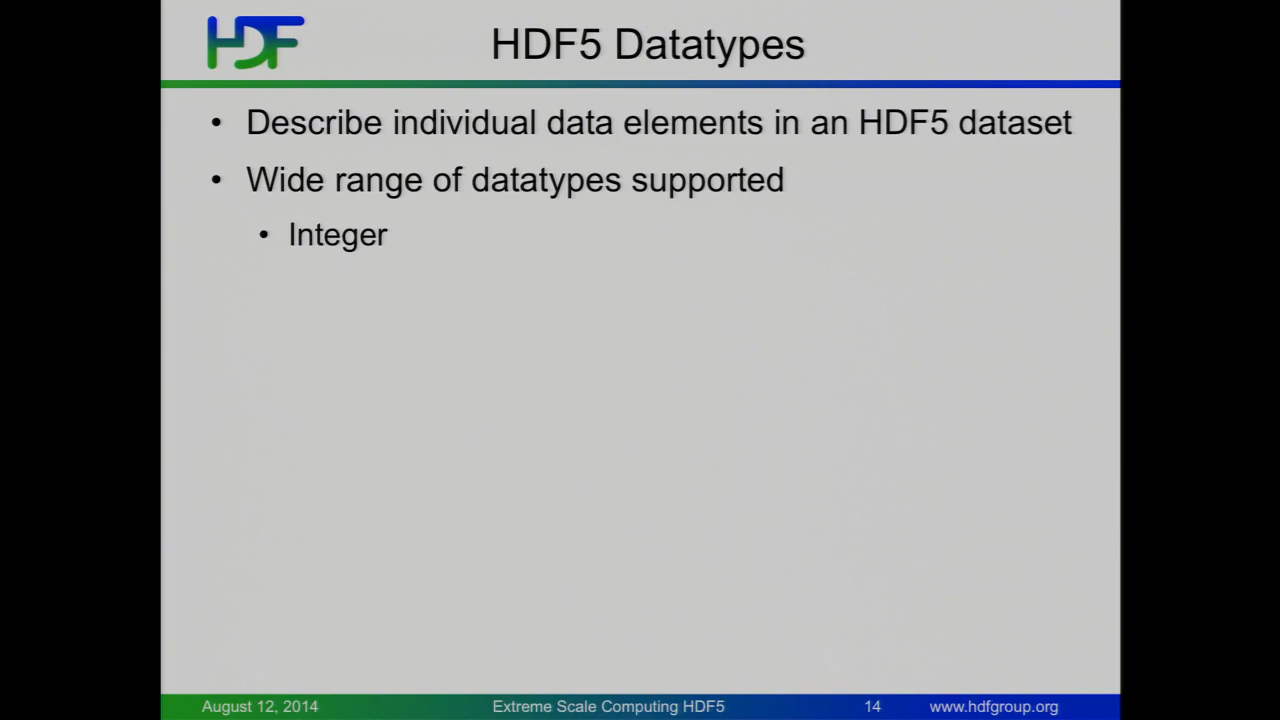 HDF
HDF5 Datatypes
• Describe individual data elements in an HDF5 dataset
• Wide range of datatypes supported
• Integer
August 12, 2014 Extreme Scale Computing HDF5 14 www.hdfgroup.org